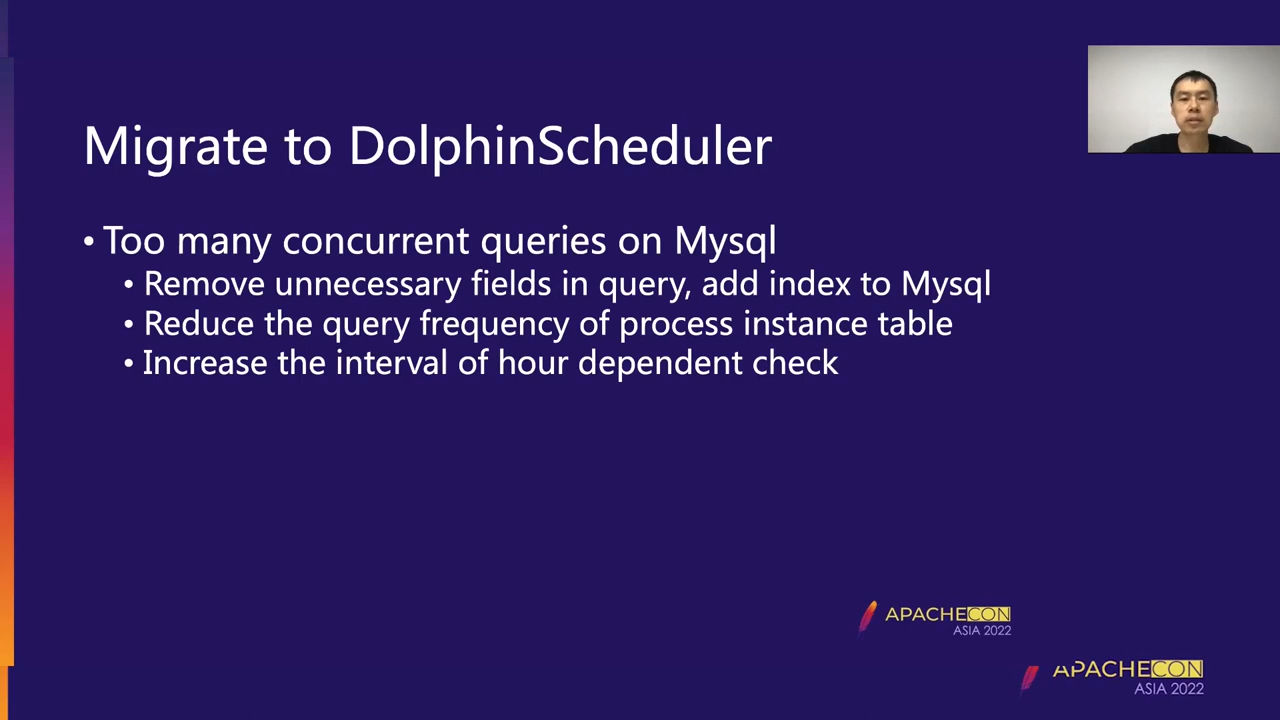 Migrate to DolphinScheduler
• Too many concurrent queries on Mysql
• Remove unnecessary fields in query, add index to Mysql
• Reduce the query frequency of process instance table
• Increase the interval of hour dependent check
APACHECON
ASIA 2022
APACHECON
ASIA 2022